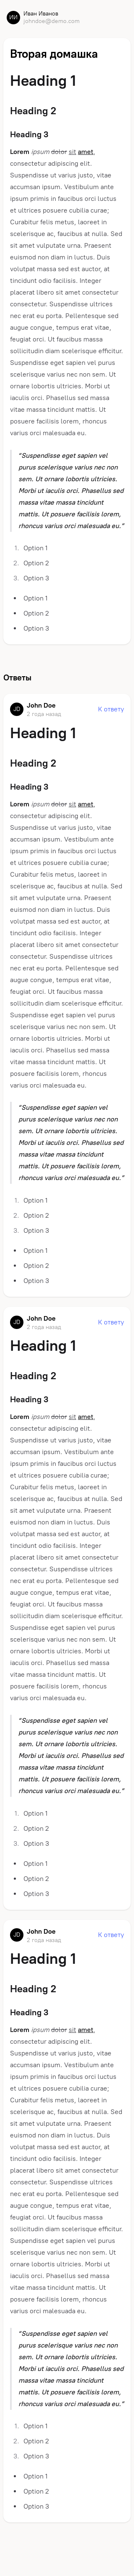 ИИ
Иван Иванов
johndoe@demo.com
Вторая домашка
Heading 1
Heading 2
Heading 3
Lorem ipsum dolor sit amet,
consectetur adipiscing elit.
Suspendisse ut varius justo, vitae
accumsan ipsum. Vestibulum ante
ipsum primis in faucibus orci luctus
et ultrices posuere cubilia curae;
Curabitur felis metus, laoreet in
scelerisque ac, faucibus at nulla. Sed
sit amet vulputate urna. Praesent
euismod non diam in luctus. Duis
volutpat massa sed est auctor, at
tincidunt odio facilisis. Integer
placerat libero sit amet consectetur
consectetur. Suspendisse ultrices
nec erat eu porta. Pellentesque sed
augue congue, tempus erat vitae,
feugiat orci. Ut faucibus massa
sollicitudin diam scelerisque efficitur.
Suspendisse eget sapien vel purus
scelerisque varius nec non sem. Ut
ornare lobortis ultricies. Morbi ut
iaculis orci. Phasellus sed massa
vitae massa tincidunt mattis. Ut
posuere facilisis lorem, rhoncus
varius orci malesuada eu.
"Suspendisse eget sapien vel
purus scelerisque varius nec non
sem. Ut ornare lobortis ultricies.
Morbi ut iaculis orci. Phasellus sed
massa vitae massa tincidunt
mattis. Ut posuere facilisis lorem,
rhoncus varius orci malesuada eu."
1. Option 1
2. Option 2
3. Option 3
• Option 1
• Option 2
• Option 3
Ответы
JD
John Doe
2 года назад
К ответу
Heading 1
Heading 2
Heading 3
Lorem ipsum dolor sit amet,
consectetur adipiscing elit.
Suspendisse ut varius justo, vitae
accumsan ipsum. Vestibulum ante
ipsum primis in faucibus orci luctus
et ultrices posuere cubilia curae;
Curabitur felis metus, laoreet in
scelerisque ac, faucibus at nulla. Sed
sit amet vulputate urna. Praesent
euismod non diam in luctus. Duis
volutpat massa sed est auctor, at
tincidunt odio facilisis. Integer
placerat libero sit amet consectetur
consectetur. Suspendisse ultrices
nec erat eu porta. Pellentesque sed
augue congue, tempus erat vitae,
feugiat orci. Ut faucibus massa
sollicitudin diam scelerisque efficitur.
Suspendisse eget sapien vel purus
scelerisque varius nec non sem. Ut
ornare lobortis ultricies. Morbi ut
iaculis orci. Phasellus sed massa
vitae massa tincidunt mattis. Ut
posuere facilisis lorem, rhoncus
varius orci malesuada eu.
"Suspendisse eget sapien vel
purus scelerisque varius nec non
sem. Ut ornare lobortis ultricies.
Morbi ut iaculis orci. Phasellus sed
massa vitae massa tincidunt
mattis. Ut posuere facilisis lorem,
rhoncus varius orci malesuada eu."
1. Option 1
2. Option 2
3. Option 3
• Option 1
• Option 2
• Option 3
JD
John Doe
2 года назад
К ответу
Heading 1
Heading 2
Heading 3
Lorem ipsum dolor sit amet,
consectetur adipiscing elit.
Suspendisse ut varius justo, vitae
accumsan ipsum. Vestibulum ante
ipsum primis in faucibus orci luctus
et ultrices posuere cubilia curae;
Curabitur felis metus, laoreet in
scelerisque ac, faucibus at nulla. Sed
sit amet vulputate urna. Praesent
euismod non diam in luctus. Duis
volutpat massa sed est auctor, at
tincidunt odio facilisis. Integer
placerat libero sit amet consectetur
consectetur. Suspendisse ultrices
nec erat eu porta. Pellentesque sed
augue congue, tempus erat vitae,
feugiat orci. Ut faucibus massa
sollicitudin diam scelerisque efficitur.
Suspendisse eget sapien vel purus
scelerisque varius nec non sem. Ut
ornare lobortis ultricies. Morbi ut
iaculis orci. Phasellus sed massa
vitae massa tincidunt mattis. Ut
posuere facilisis lorem, rhoncus
varius orci malesuada eu.
"Suspendisse eget sapien vel
purus scelerisque varius nec non
sem. Ut ornare lobortis ultricies.
Morbi ut iaculis orci. Phasellus sed
massa vitae massa tincidunt
mattis. Ut posuere facilisis lorem,
rhoncus varius orci malesuada eu."
1. Option 1
2. Option 2
3. Option 3
• Option 1
• Option 2
• Option 3
JD
John Doe
2 года назад
К ответу
Heading 1
Heading 2
Heading 3
Lorem ipsum dolor sit amet,
consectetur adipiscing elit.
Suspendisse ut varius justo, vitae
accumsan ipsum. Vestibulum ante
ipsum primis in faucibus orci luctus
et ultrices posuere cubilia curae;
Curabitur felis metus, laoreet in
scelerisque ac, faucibus at nulla. Sed
sit amet vulputate urna. Praesent
euismod non diam in luctus. Duis
volutpat massa sed est auctor, at
tincidunt odio facilisis. Integer
placerat libero sit amet consectetur
consectetur. Suspendisse ultrices
nec erat eu porta. Pellentesque sed
augue congue, tempus erat vitae,
feugiat orci. Ut faucibus massa
sollicitudin diam scelerisque efficitur.
Suspendisse eget sapien vel purus
scelerisque varius nec non sem. Ut
ornare lobortis ultricies. Morbi ut
iaculis orci. Phasellus sed massa
vitae massa tincidunt mattis. Ut
posuere facilisis lorem, rhoncus
varius orci malesuada eu.
"Suspendisse eget sapien vel
purus scelerisque varius nec non
sem. Ut ornare lobortis ultricies.
Morbi ut iaculis orci. Phasellus sed
massa vitae massa tincidunt
mattis. Ut posuere facilisis lorem,
rhoncus varius orci malesuada eu."
1. Option 1
2. Option 2
3. Option 3
• Option 1
• Option 2
• Option 3